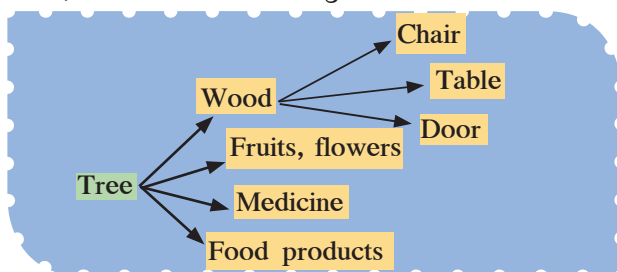 Chair
Table
Wood
Door
Fruits, flowers
Tree
Medicine
Food products